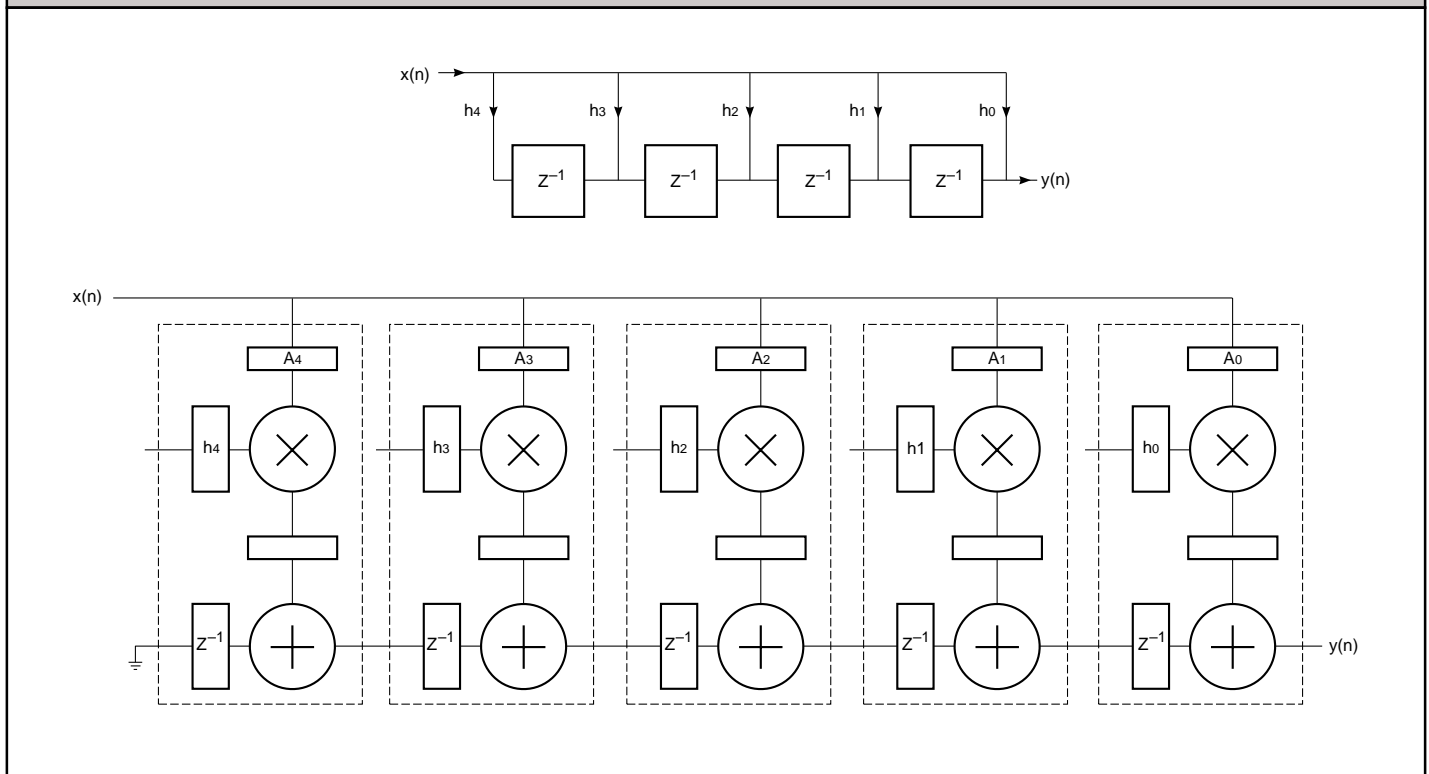 x(n)
h4 h3 h2 h1 h0
Z–1 Z–1 Z–1 Z–1 y(n)
x(n)
A4 A3 A2 A1 A0
h4 h3 h2 h1 h0
Z–1 Z–1 Z–1 Z–1 Z–1 y(n)